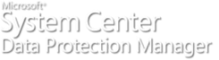 Microsoft®
System Center
Data Protection Manager